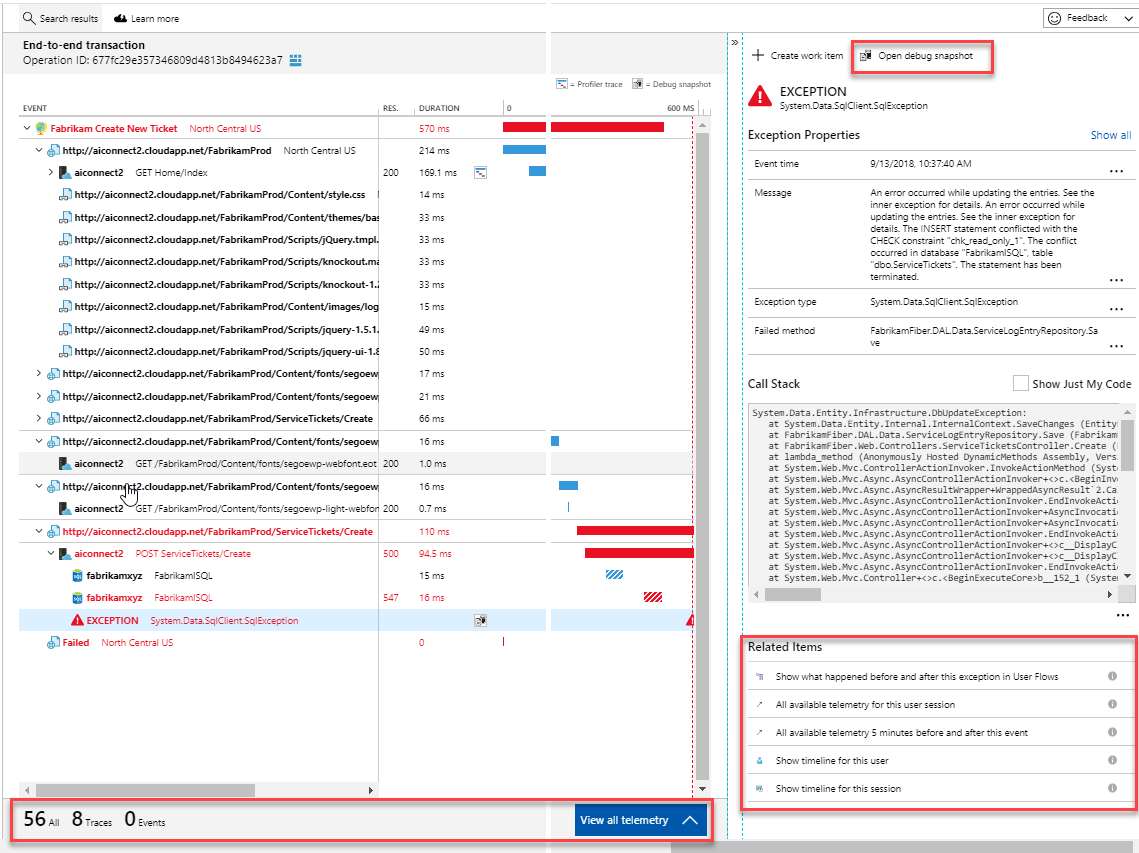 Search results
Learn more
Feedback
End-to-end transaction
Operation ID: 677fc29e357346809d4813b8494623a7
= Profiler trace
= Debug snapshot
EVENT RES. DURATION 0 600 MS
Fabrikam Create New Ticket North Central US 570 ms
http://aiconnect2.cloudapp.net/FabrikamProd North Central US 214 ms
aiconnect2 GET Home/Index 200 169.1 ms
http://aiconnect2.cloudapp.net/FabrikamProd/Content/style.css 14 ms
http://aiconnect2.cloudapp.net/FabrikamProd/Content/themes/bas 33 ms
http://aiconnect2.cloudapp.net/FabrikamProd/Scripts/jQuery.tmpl. 33 ms
http://aiconnect2.cloudapp.net/FabrikamProd/Scripts/knockout.ma 33 ms
http://aiconnect2.cloudapp.net/FabrikamProd/Scripts/knockout-1.2 33 ms
http://aiconnect2.cloudapp.net/FabrikamProd/Content/images/log 15 ms
http://aiconnect2.cloudapp.net/FabrikamProd/Scripts/jquery-1.5.1. 49 ms
http://aiconnect2.cloudapp.net/FabrikamProd/Scripts/jquery-ui-1.8 50 ms
http://aiconnect2.cloudapp.net/FabrikamProd/Content/fonts/segoewp 17 ms
http://aiconnect2.cloudapp.net/FabrikamProd/Content/fonts/segoewp 21 ms
http://aiconnect2.cloudapp.net/FabrikamProd/ServiceTickets/Create 66 ms
http://aiconnect2.cloudapp.net/FabrikamProd/Content/fonts/segoewp 16 ms
aiconnect2 GET /FabrikamProd/Content/fonts/segoewp-webfont.eot 200 1.0 ms
http://aiconnect2.cloudapp.net/FabrikamProd/Content/fonts/segoewp 16 ms
aiconnect2 GET /FabrikamProd/Content/fonts/segoewp-light-webfon 200 0.7 ms
http://aiconnect2.cloudapp.net/FabrikamProd/ServiceTickets/Create 110 ms
aiconnect2 POST ServiceTickets/Create 500 94.5 ms
fabrikamxyz FabrikamISQL 15 ms
fabrikamxyz FabrikamISQL 547 16 ms
EXCEPTION System.Data.SqlClient.SqlException
Failed North Central US 0
56 All 8 Traces 0 Events
View all telemetry
»
Create work item
Open debug snapshot
EXCEPTION
System.Data.SqlClient.SqlException
Exception Properties
Show all
Event time 9/13/2018, 10:37:40 AM
...
Message An error occurred while updating the entries. See the
inner exception for details. An error occurred while
updating the entries. See the inner exception for
details. The INSERT statement conflicted with the
CHECK constraint "chk_read_only_1". The conflict
occurred in database "FabrikamISQL", table
"dbo.ServiceTickets". The statement has been
terminated.
...
Exception type System.Data.SqlClient.SqlException
...
Failed method FabrikamFiber.DAL.Data.ServiceLogEntryRepository.Sa
ve
...
Call Stack
Show Just My Code
System.Data.Entity.Infrastructure.DbUpdateException:
at System.Data.Entity.Internal.InternalContext.SaveChanges (Entity
at FabrikamFiber.DAL.Data.ServiceLogEntryRepository.Save (Fabrikam
at FabrikamFiber.Web.Controllers.ServiceTicketsController.Create (
at lambda_method (Anonymously Hosted DynamicMethods Assembly, Vers
at System.Web.Mvc.ControllerActionInvoker.InvokeActionMethod (Syst
at System.Web.Mvc.Async.AsyncControllerActionInvoker+<>c.<BeginInv
at System.Web.Mvc.Async.AsyncResultWrapper+WrappedAsyncResult`2.Ca
at System.Web.Mvc.Async.AsyncControllerActionInvoker.EndInvokeActi
at System.Web.Mvc.Async.AsyncControllerActionInvoker+AsyncInvocati
at System.Web.Mvc.Async.AsyncControllerActionInvoker.EndInvokeActi
at System.Web.Mvc.Async.AsyncControllerActionInvoker+<>c__DisplayCl
at System.Web.Mvc.Async.AsyncControllerActionInvoker+<>c__DisplayCl
at System.Web.Mvc.Async.AsyncControllerActionInvoker.EndInvokeActi
at System.Web.Mvc.Controller+<>c.<BeginExecuteCore>b__152_1 (Syste
...
Related Items
Show what happened before and after this exception in User Flows
All available telemetry for this user session
All available telemetry 5 minutes before and after this event
Show timeline for this user
Show timeline for this session